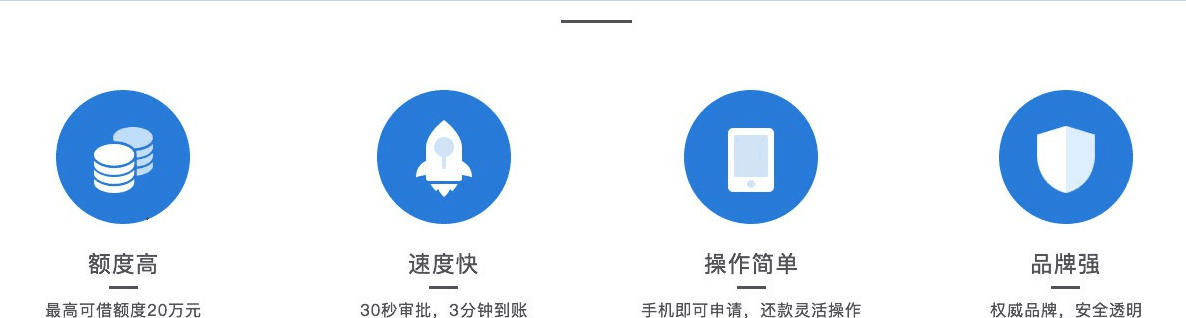 额度高
最高可借额度20万元
速度快
30秒审批，3分钟到账
操作简单
手机即可申请，还款灵活操作
品牌强
权威品牌，安全透明